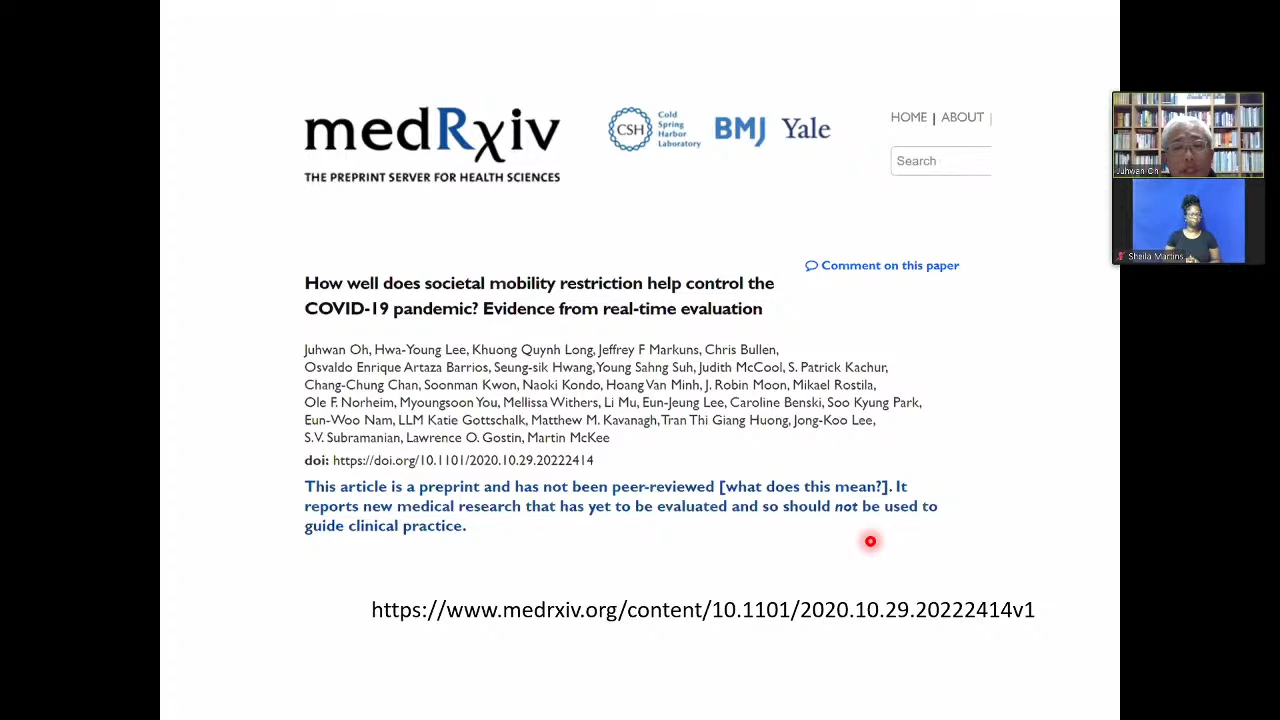 medRxiv
THE PREPRINT SERVER FOR HEALTH SCIENCES
CSH
Cold
Spring
Harbor
Laboratory
BMJ
Yale
HOME | ABOUT |
Search
Comment on this paper
How well does societal mobility restriction help control the
COVID-19 pandemic? Evidence from real-time evaluation
Juhwan Oh, Hwa-Young Lee, Khuong Quynh Long, Jeffrey F Markuns, Chris Bullen,
Osvaldo Enrique Artaza Barrios, Seung-sik Hwang, Young Sahng Suh, Judith McCool, S. Patrick Kachur,
Chang-Chung Chan, Soonman Kwon, Naoki Kondo, Hoang Van Minh, J. Robin Moon, Mikael Rostila,
Ole F. Norheim, Myoungsoon You, Mellissa Withers, Li Mu, Eun-Jeung Lee, Caroline Benski, Soo Kyung Park,
Eun-Woo Nam, LLM Katie Gottschalk, Matthew M. Kavanagh, Tran Thi Giang Huong, Jong-Koo Lee,
S.V. Subramanian, Lawrence O. Gostin, Martin McKee
doi: https://doi.org/10.1101/2020.10.29.20222414
This article is a preprint and has not been peer-reviewed [what does this mean?]. It
reports new medical research that has yet to be evaluated and so should not be used to
guide clinical practice.
https://www.medrxiv.org/content/10.1101/2020.10.29.20222414v1
Juhwan Oh
Sheila Martins